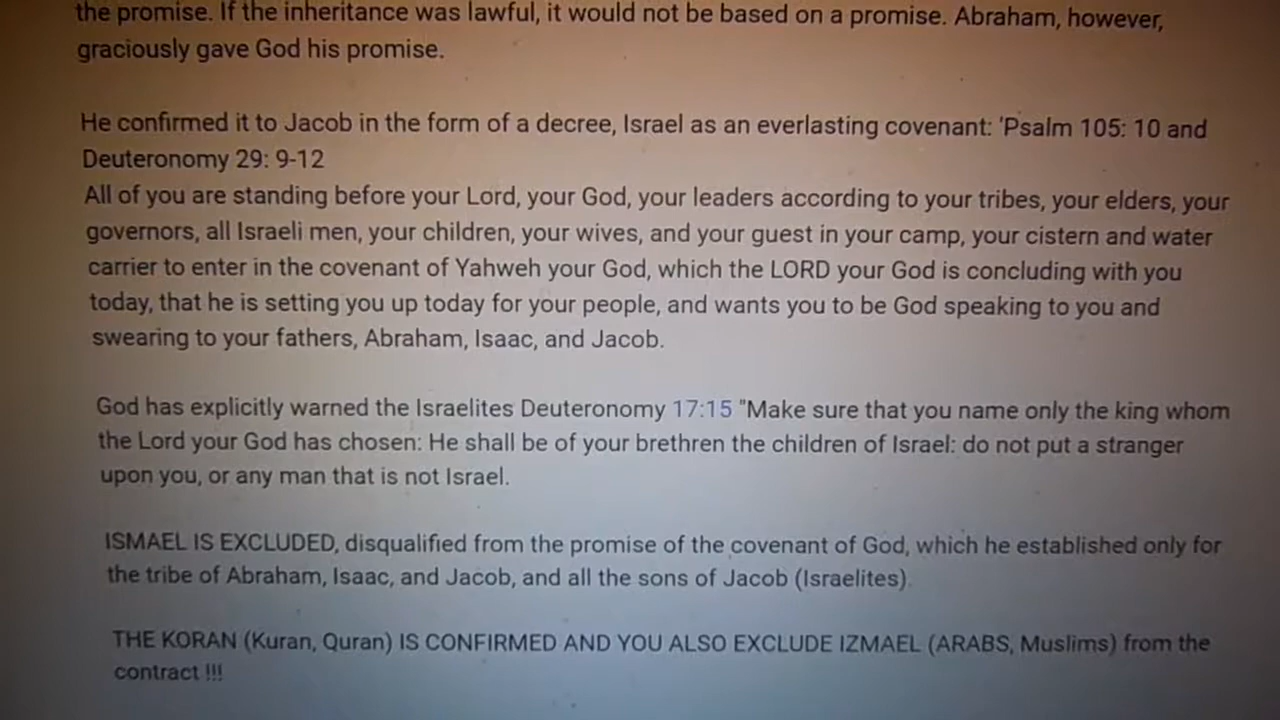 the promise. If the inheritance was lawful, it would not be based on a promise. Abraham, however,
graciously gave God his promise.
He confirmed it to Jacob in the form of a decree, Israel as an everlasting covenant: 'Psalm 105: 10 and
Deuteronomy 29: 9-12
All of you are standing before your Lord, your God, your leaders according to your tribes, your elders, your
governors, all Israeli men, your children, your wives, and your guest in your camp, your cistern and water
carrier to enter in the covenant of Yahweh your God, which the LORD your God is concluding with you
today, that he is setting you up today for your people, and wants you to be God speaking to you and
swearing to your fathers, Abraham, Isaac, and Jacob.
God has explicitly warned the Israelites Deuteronomy 17:15 "Make sure that you name only the king whom
the Lord your God has chosen: He shall be of your brethren the children of Israel: do not put a stranger
upon you, or any man that is not Israel.
ISMAEL IS EXCLUDED, disqualified from the promise of the covenant of God, which he established only for
the tribe of Abraham, Isaac, and Jacob, and all the sons of Jacob (Israelites).
THE KORAN (Kuran, Quran) IS CONFIRMED AND YOU ALSO EXCLUDE IZMAEL (ARABS, Muslims) from the
contract !!!